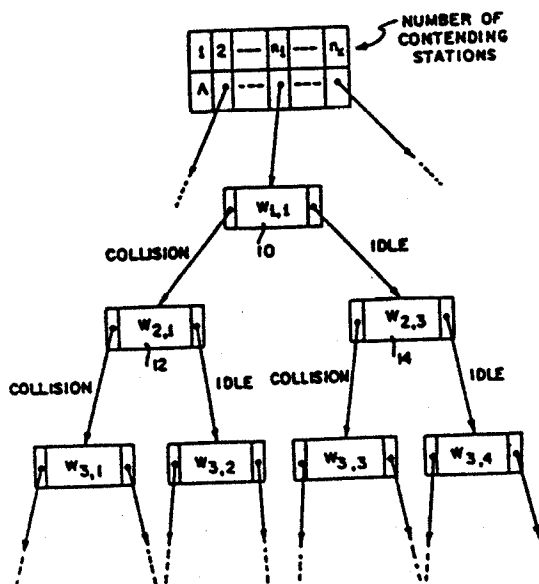 NUMBER OF
CONTENDING
STATIONS
1 2 --- n₁ --- nₓ
Λ --- ---
W₁,₁
10
COLLISION IDLE
W₂,₁ W₂,₃
12 14
COLLISION IDLE COLLISION IDLE
W₃,₁ W₃,₂ W₃,₃ W₃,₄